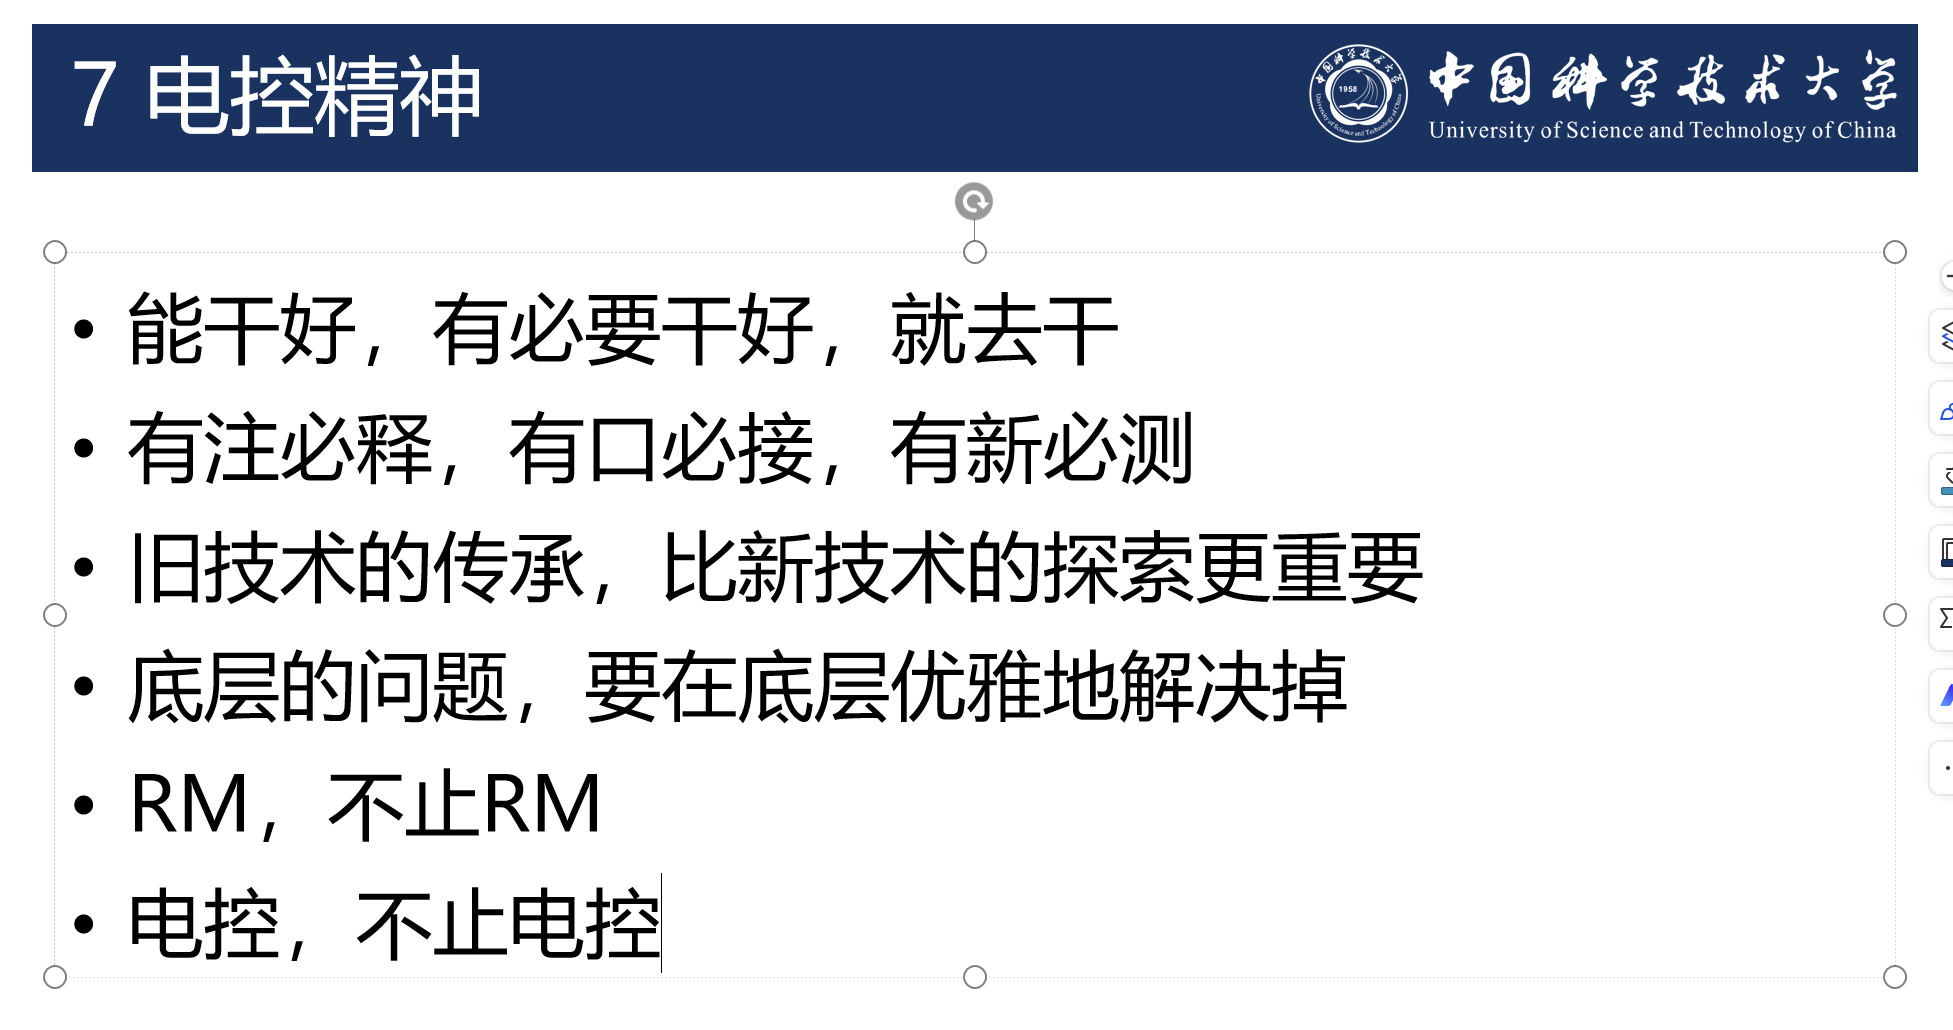 7 电控精神
中国科学技术大学
University of Science and Technology of China
1958
• 能干好，有必要干好，就去干
• 有注必释，有口必接，有新必测
• 旧技术的传承，比新技术的探索更重要
• 底层的问题，要在底层优雅地解决掉
• RM，不止RM
• 电控，不止电控